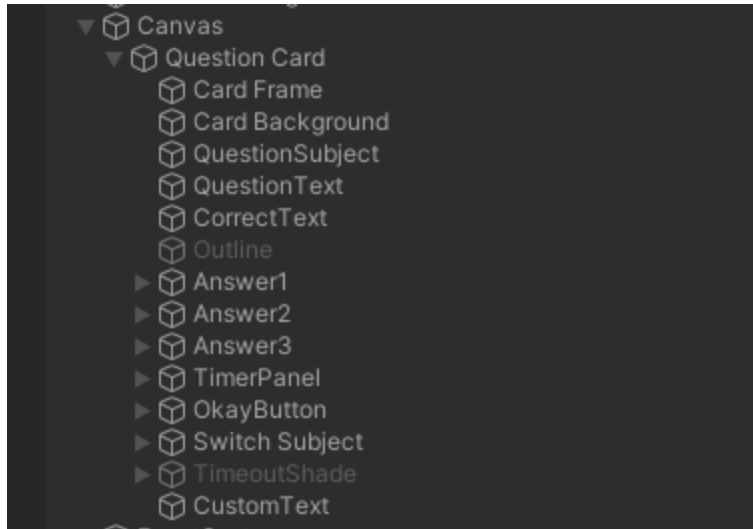 Canvas
Question Card
Card Frame
Card Background
QuestionSubject
QuestionText
CorrectText
Outline
Answer1
Answer2
Answer3
TimerPanel
OkayButton
Switch Subject
TimeoutShade
CustomText